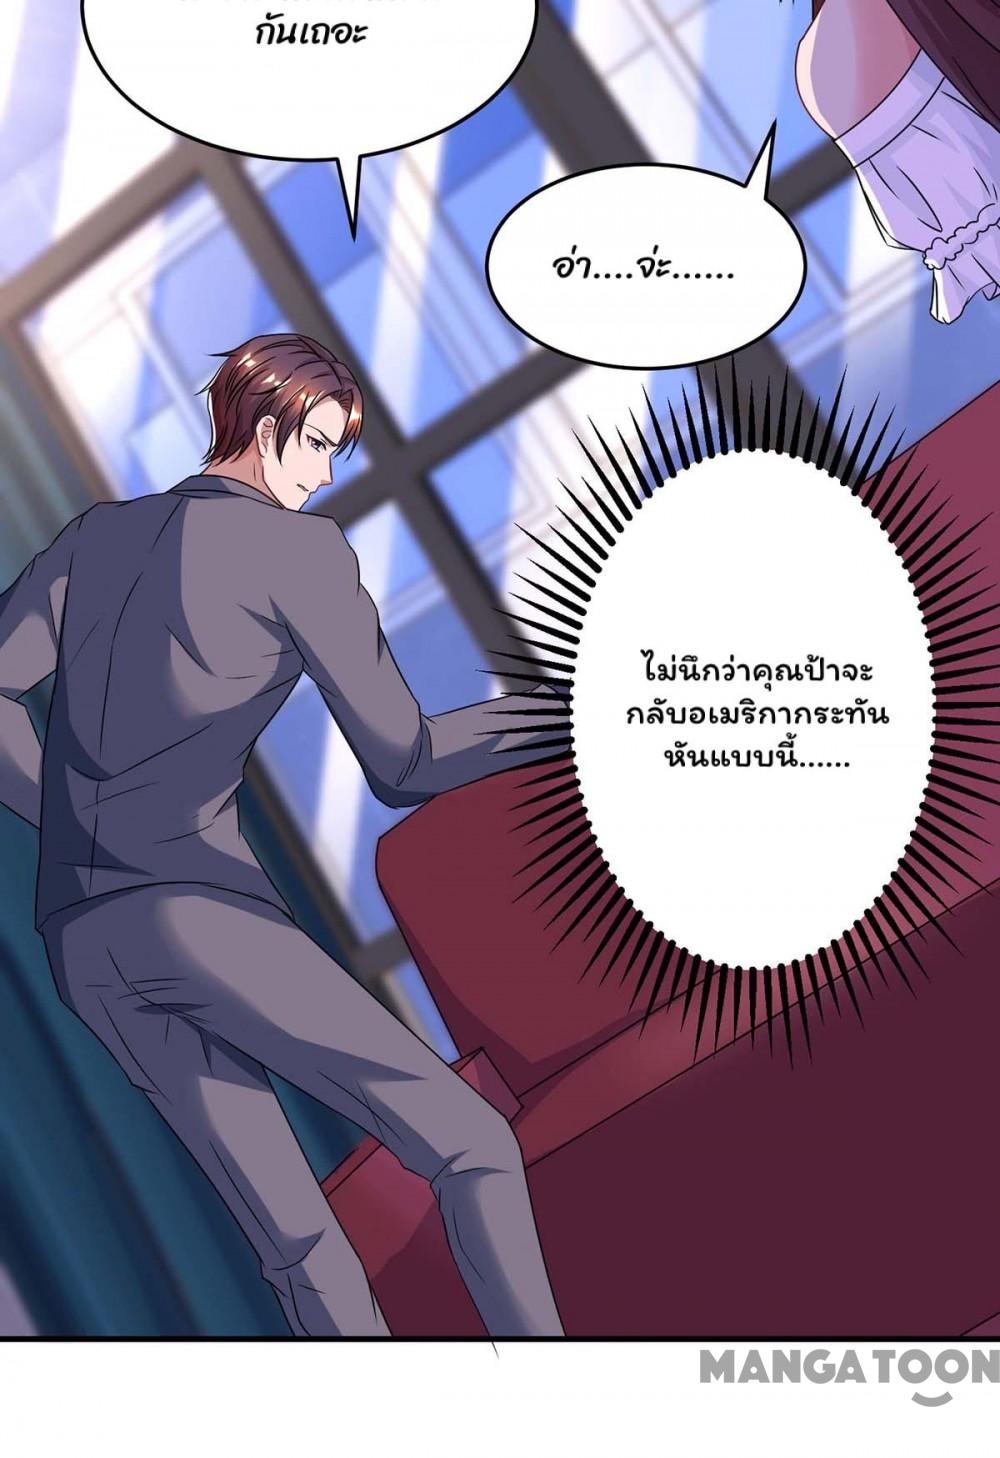 กันเถอะ
อ่า....จ่ะ......
ไม่นึกว่าคุณป้าจะ
กลับอเมริกากระทัน
หันแบบนี้......
MANGATOON